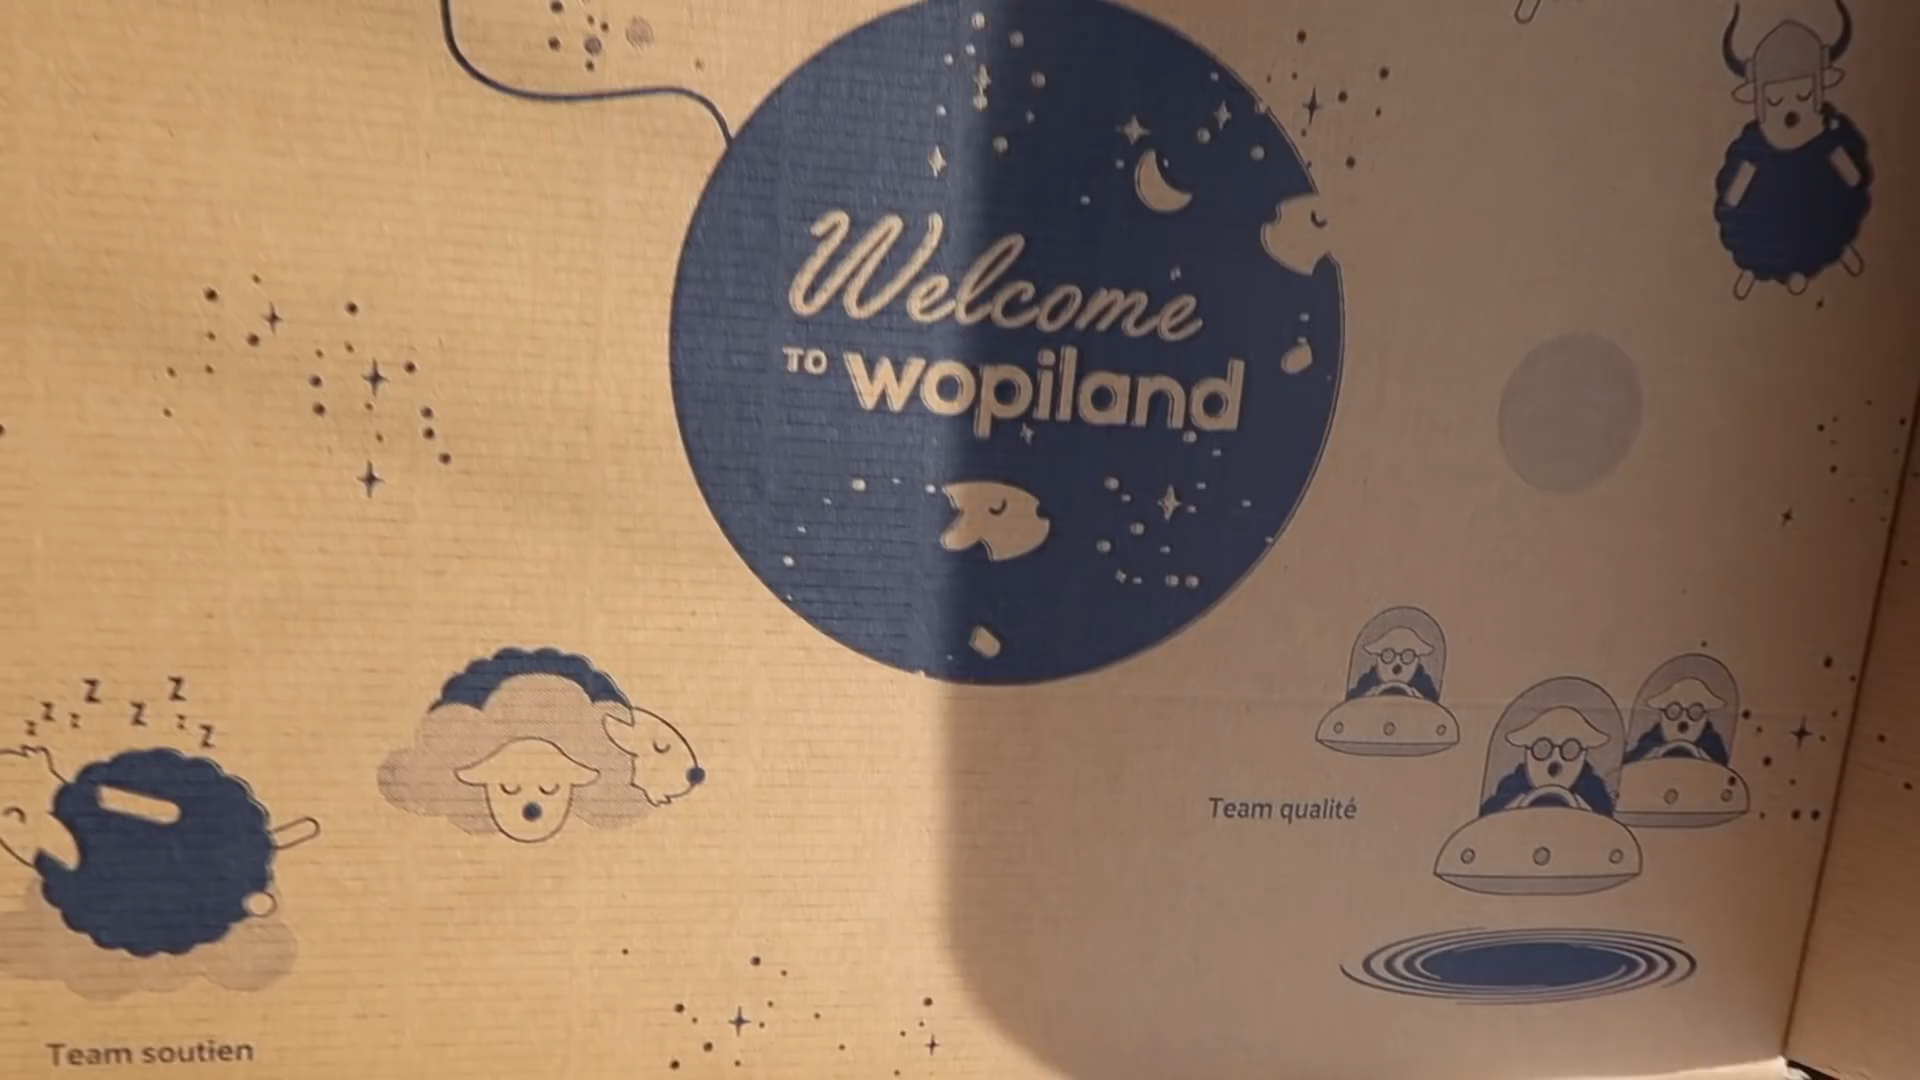 Welcome
TO wopiland
z z z z z z z z
Team qualité
Team soutien